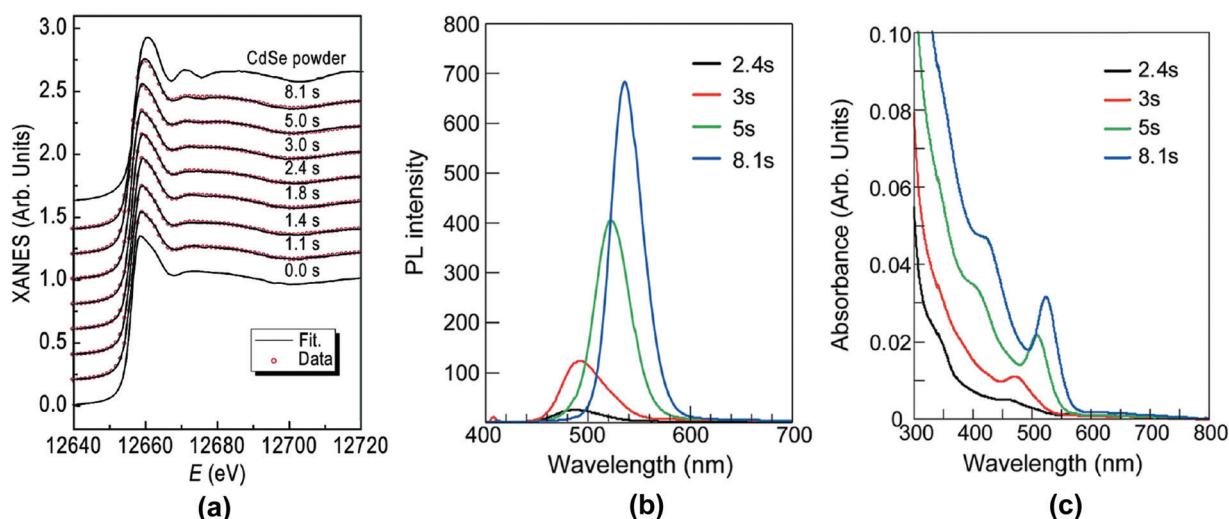 3.0
2.5
2.0
1.5
1.0
0.5
0.0
XANES (Arb. Units)
CdSe powder
8.1 s
5.0 s
3.0 s
2.4 s
1.8 s
1.4 s
1.1 s
0.0 s
Fit.
Data
12640 12660 12680 12700 12720
E (eV)
(a)
800
700
600
500
400
300
200
100
PL intensity
2.4s
3s
5s
8.1s
400 500 600 700
Wavelength (nm)
(b)
0.10
0.08
0.06
0.04
0.02
0
Absorbance (Arb. Units)
2.4s
3s
5s
8.1s
300 400 500 600 700 800
Wavelength (nm)
(c)